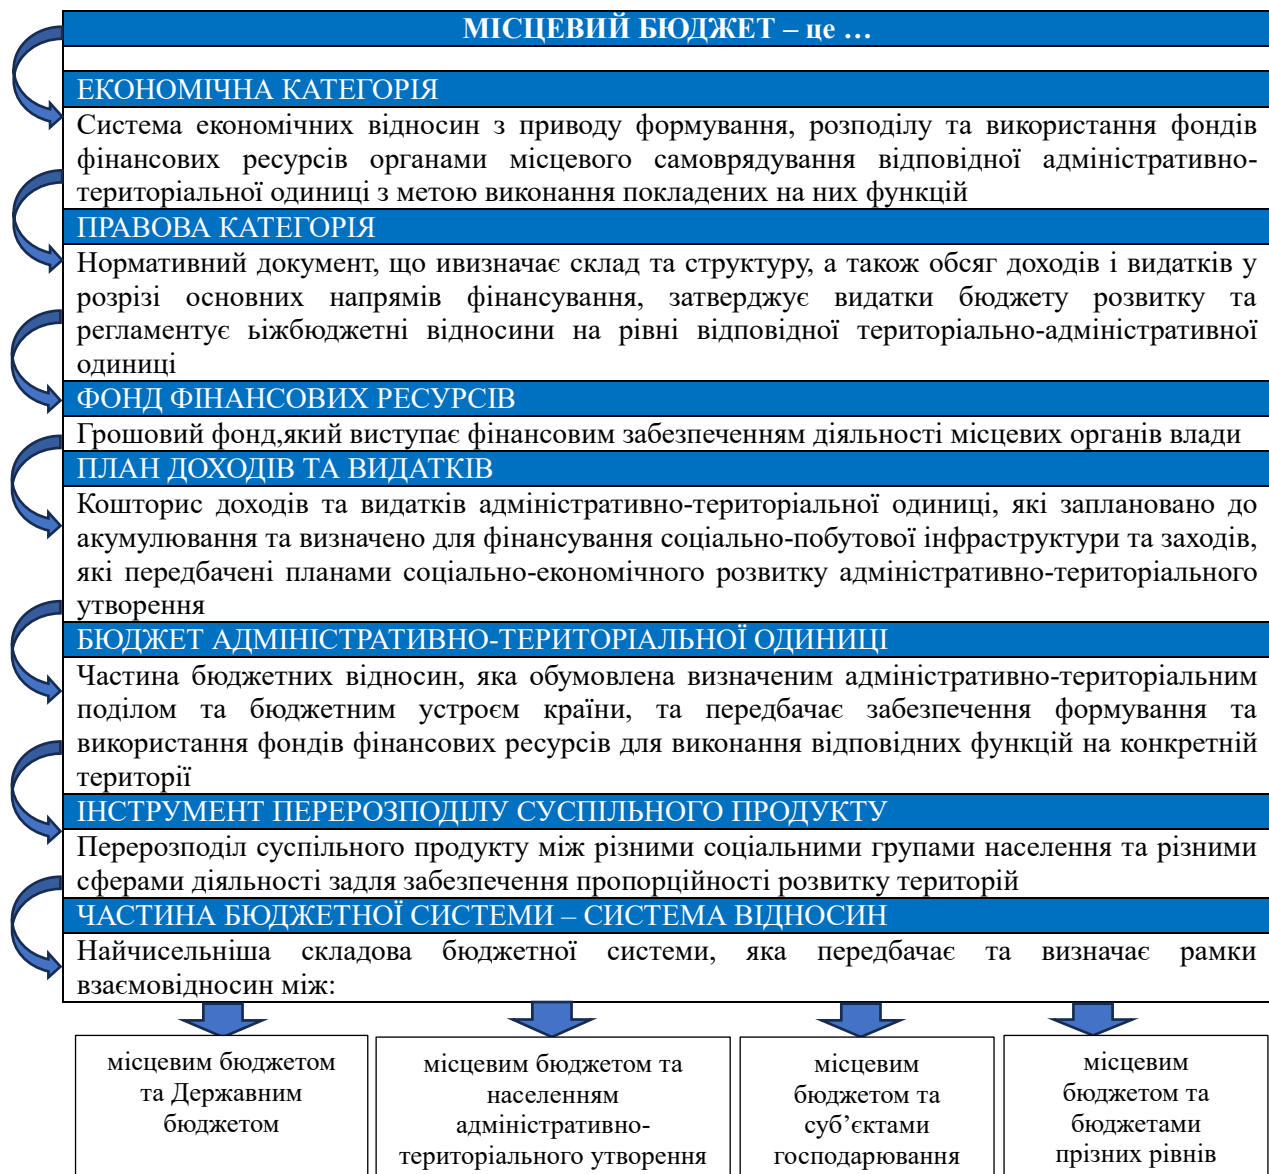 МІСЦЕВИЙ БЮДЖЕТ – це …
ЕКОНОМІЧНА КАТЕГОРІЯ
Система економічних відносин з приводу формування, розподілу та використання фондів
фінансових ресурсів органами місцевого самоврядування відповідної адміністративно-
територіальної одиниці з метою виконання покладених на них функцій
ПРАВОВА КАТЕГОРІЯ
Нормативний документ, що ивизначає склад та структуру, а також обсяг доходів і видатків у
розрізі основних напрямів фінансування, затверджує видатки бюджету розвитку та
регламентує ьіжбюджетні відносини на рівні відповідної територіально-адміністративної
одиниці
ФОНД ФІНАНСОВИХ РЕСУРСІВ
Грошовий фонд,який виступає фінансовим забезпеченням діяльності місцевих органів влади
ПЛАН ДОХОДІВ ТА ВИДАТКІВ
Кошторис доходів та видатків адміністративно-територіальної одиниці, які заплановано до
акумулювання та визначено для фінансування соціально-побутової інфраструктури та заходів,
які передбачені планами соціально-економічного розвитку адміністративно-територіального
утворення
БЮДЖЕТ АДМІНІСТРАТИВНО-ТЕРИТОРІАЛЬНОЇ ОДИНИЦІ
Частина бюджетних відносин, яка обумовлена визначеним адміністративно-територіальним
поділом та бюджетним устроєм країни, та передбачає забезпечення формування та
використання фондів фінансових ресурсів для виконання відповідних функцій на конкретній
території
ІНСТРУМЕНТ ПЕРЕРОЗПОДІЛУ СУСПІЛЬНОГО ПРОДУКТУ
Перерозподіл суспільного продукту між різними соціальними групами населення та різними
сферами діяльності задля забезпечення пропорційності розвитку територій
ЧАСТИНА БЮДЖЕТНОЇ СИСТЕМИ – СИСТЕМА ВІДНОСИН
Найчисельніша складова бюджетної системи, яка передбачає та визначає рамки
взаємовідносин між:
місцевим бюджетом
та Державним
бюджетом
місцевим бюджетом та
населенням
адміністративно-
територіального утворення
місцевим
бюджетом та
суб’єктами
господарювання
місцевим
бюджетом та
бюджетами
прізних рівнів